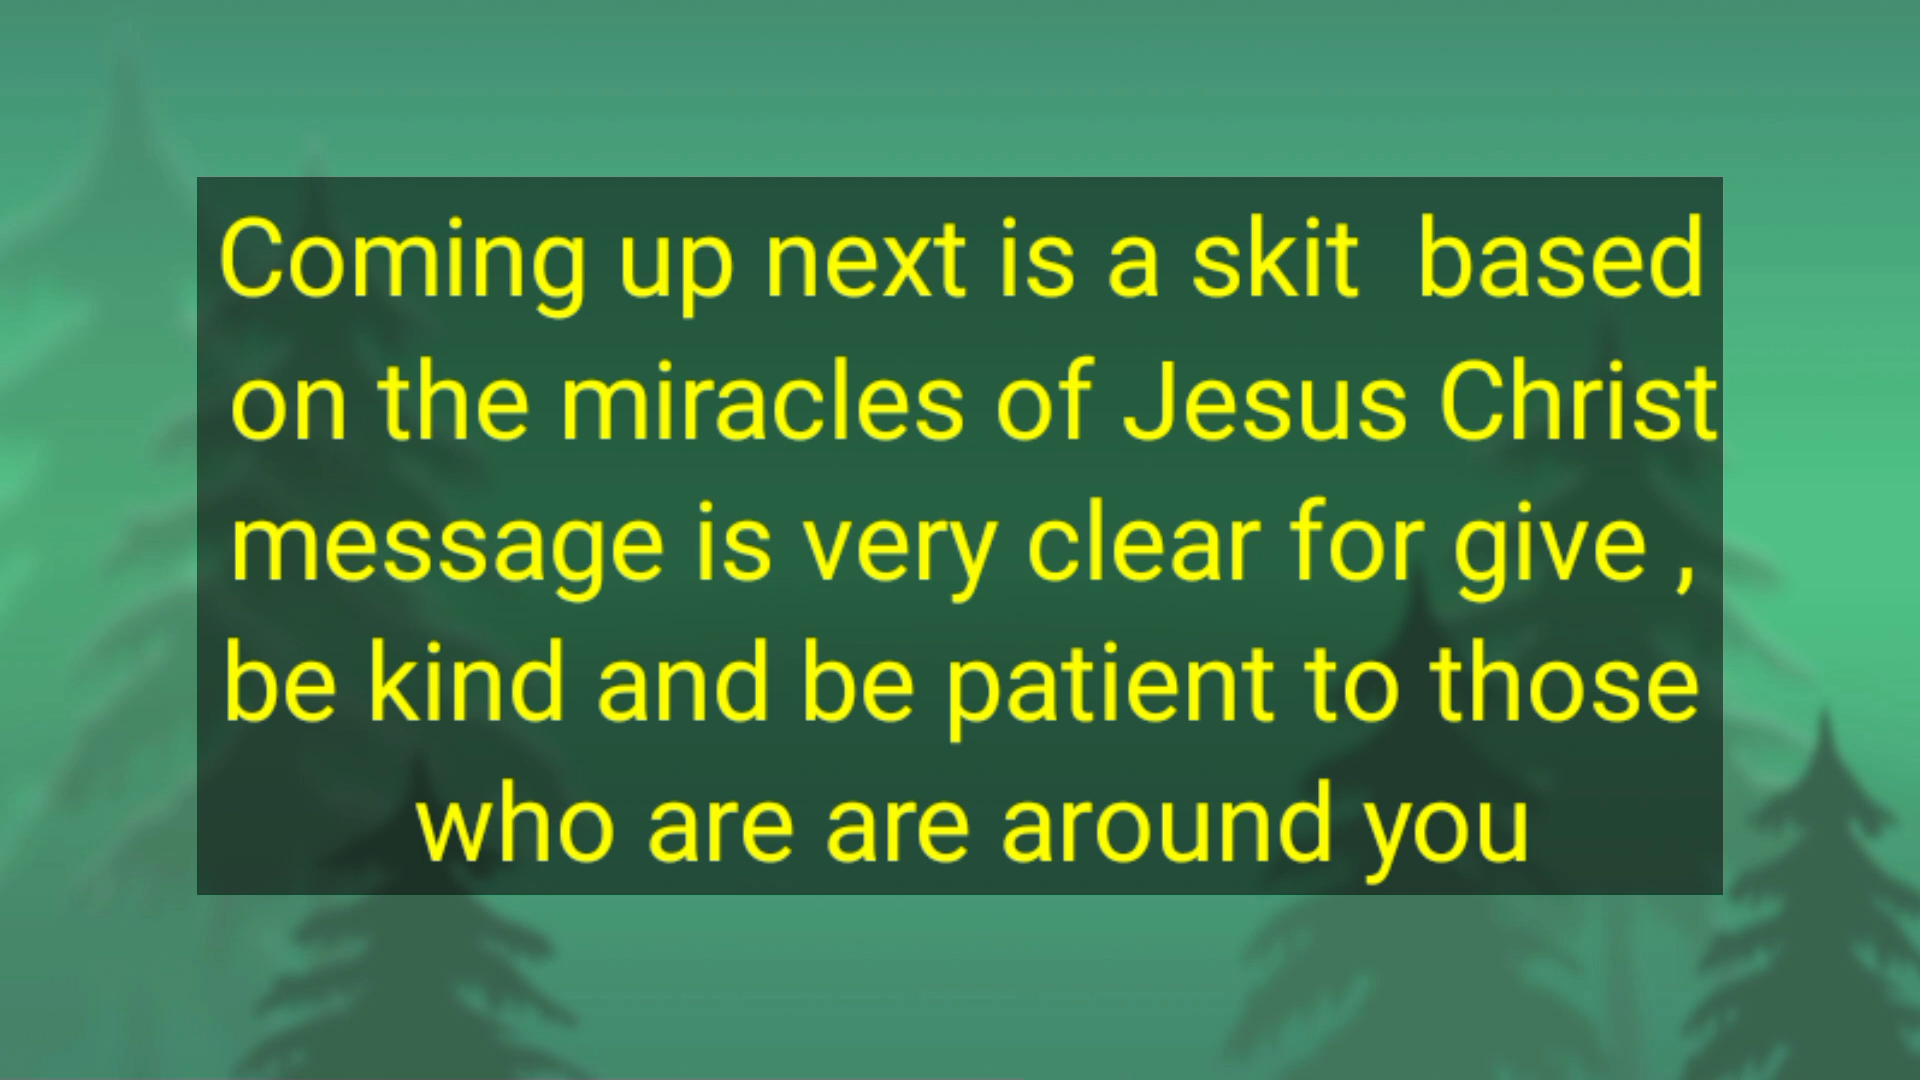 Coming up next is a skit  based
on the miracles of Jesus Christ
message is very clear for give ,
be kind and be patient to those
who are are around you